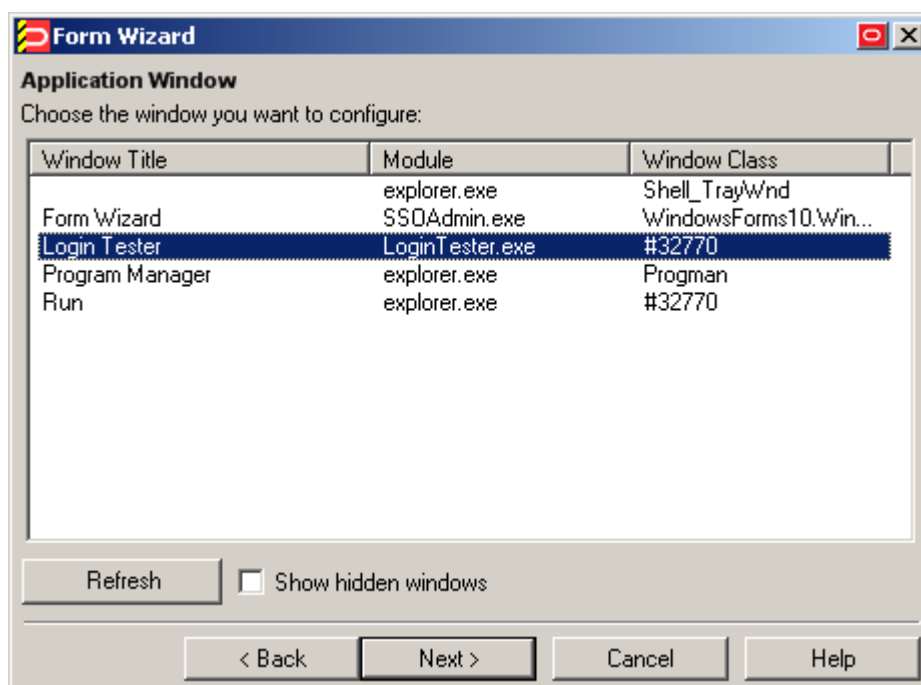 Form Wizard
Application Window
Choose the window you want to configure:
Window Title Module Window Class
explorer.exe Shell_TrayWnd
Form Wizard SSOAdmin.exe WindowsForms10.Win...
Login Tester LoginTester.exe #32770
Program Manager explorer.exe Progman
Run explorer.exe #32770
Refresh Show hidden windows
< Back Next > Cancel Help